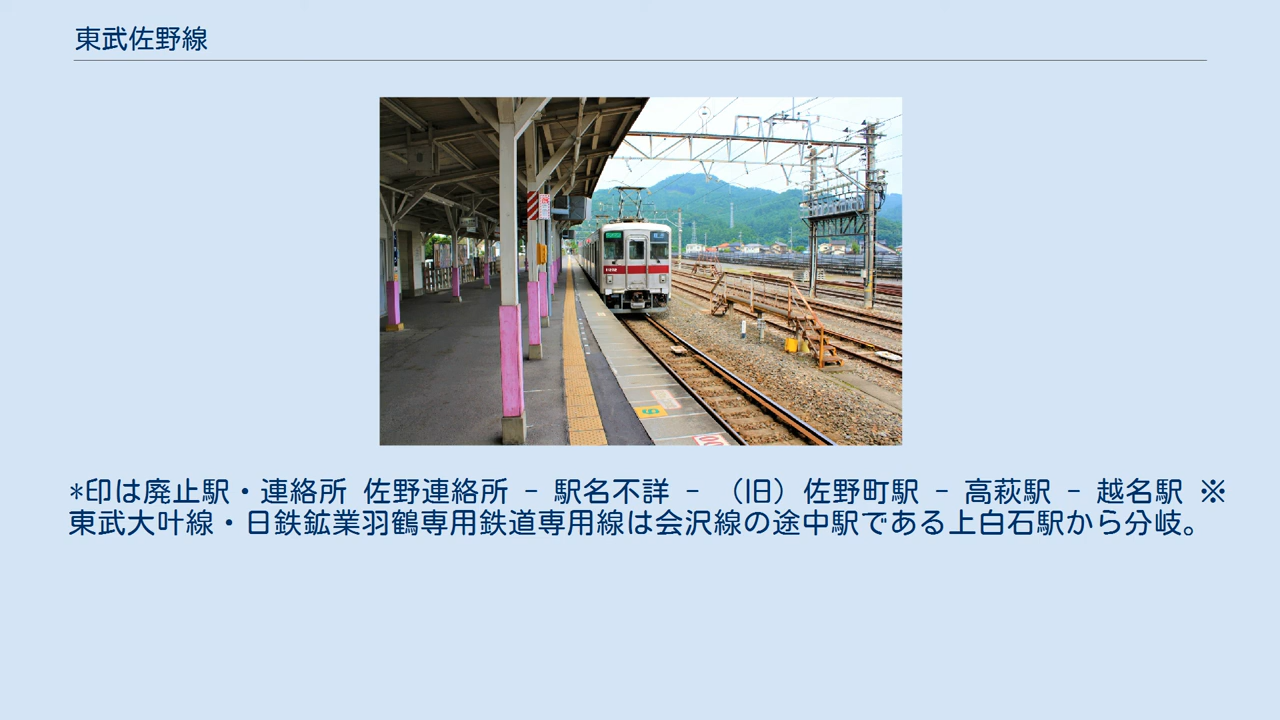 東武佐野線
*印は廃止駅・連絡所 佐野連絡所 - 駅名不詳 - （旧）佐野町駅 - 高萩駅 - 越名駅 ※
東武大叶線・日鉄鉱業羽鶴専用鉄道専用線は会沢線の途中駅である上白石駅から分岐。